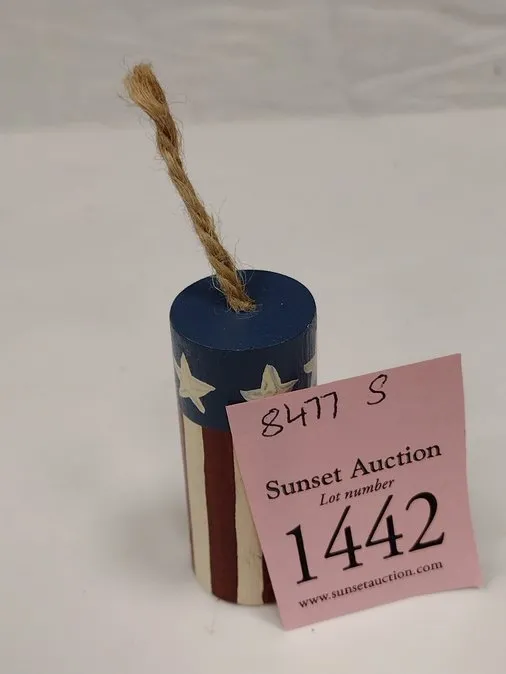 8477 S
Sunset Auction
Lot number
1442
www.sunsetauction.com